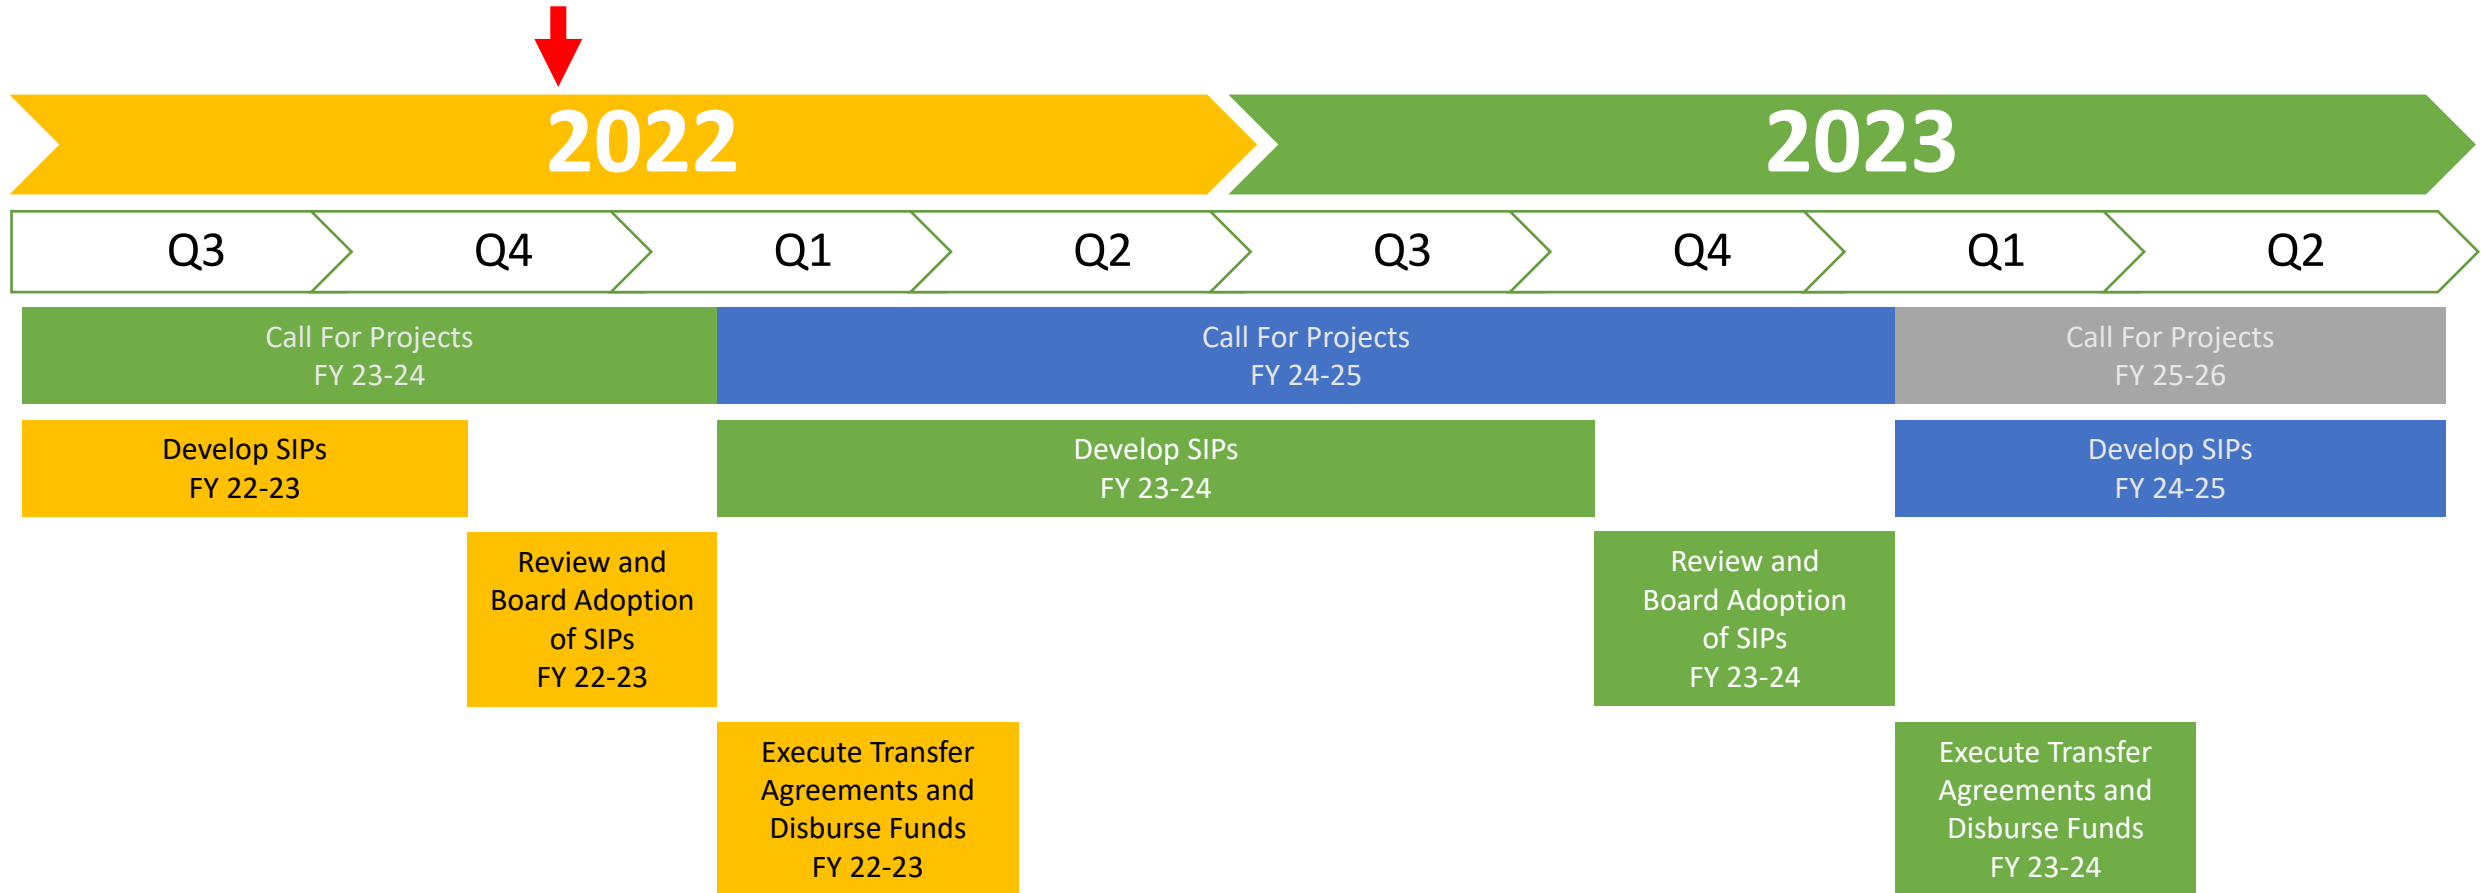 2022
2023
Q3
Q4
Q1
Q2
Q3
Q4
Q1
Q2
Call For Projects
FY 23-24
Call For Projects
FY 24-25
Call For Projects
FY 25-26
Develop SIPs
FY 22-23
Develop SIPs
FY 23-24
Develop SIPs
FY 24-25
Review and
Board Adoption
of SIPs
FY 22-23
Review and
Board Adoption
of SIPs
FY 23-24
Execute Transfer
Agreements and
Disburse Funds
FY 22-23
Execute Transfer
Agreements and
Disburse Funds
FY 23-24